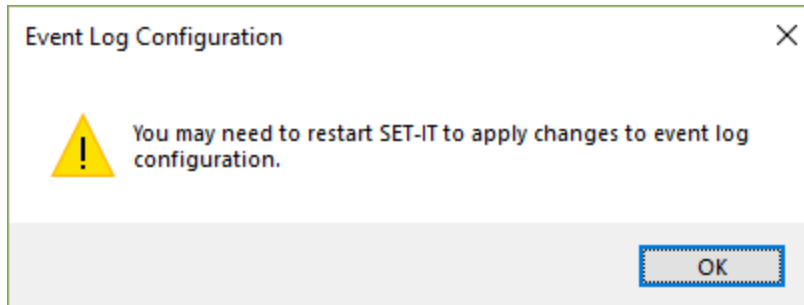 Event Log Configuration
You may need to restart SET-IT to apply changes to event log
configuration.
OK